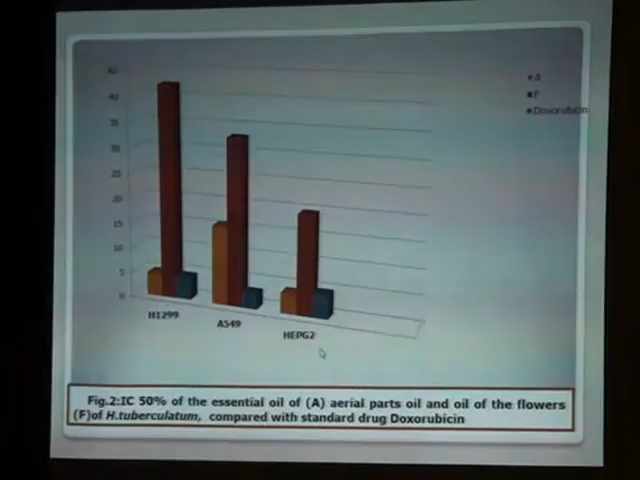 45
40
35
30
25
20
15
10
5
0
H1299
A549
HEPG2
A
F
Doxorubicin
Fig.2:IC 50% of the essential oil of (A) aerial parts oil and oil of the flowers
(F)of H.tuberculatum, compared with standard drug Doxorubicin